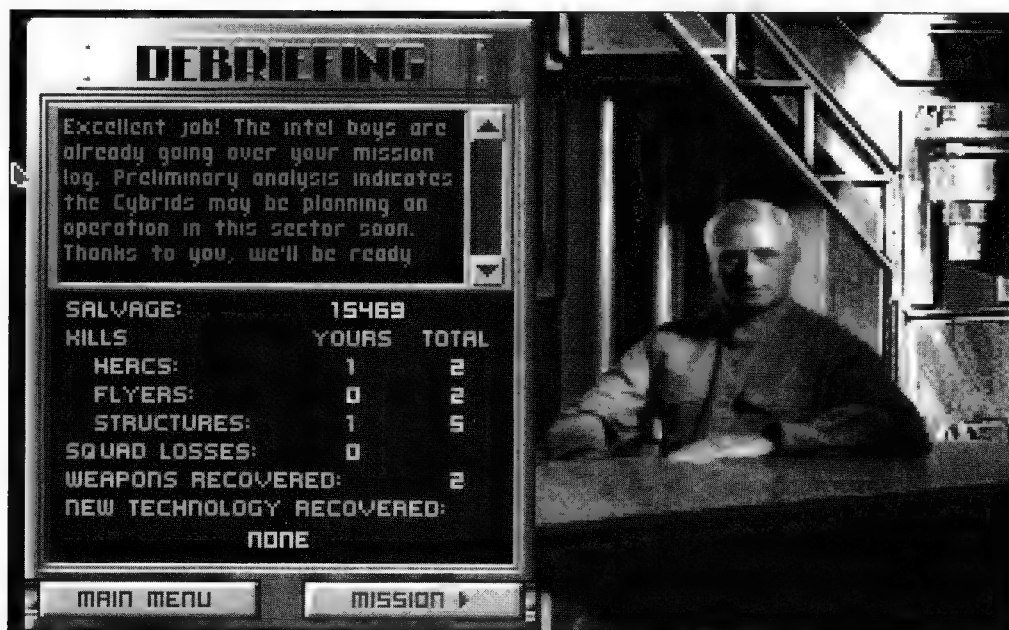 DEBRIEFING
Excellent job! The intel boys are
already going over your mission
log. Preliminary analysis indicates
the Cybrids may be planning an
operation in this sector soon.
Thanks to you, we'll be ready
SALVAGE: 15469
KILLS YOURS TOTAL
HERCS: 1 2
FLYERS: 0 2
STRUCTURES: 1 5
SQUAD LOSSES: 0
WEAPONS RECOVERED: 2
NEW TECHNOLOGY RECOVERED:
NONE
MAIN MENU MISSION